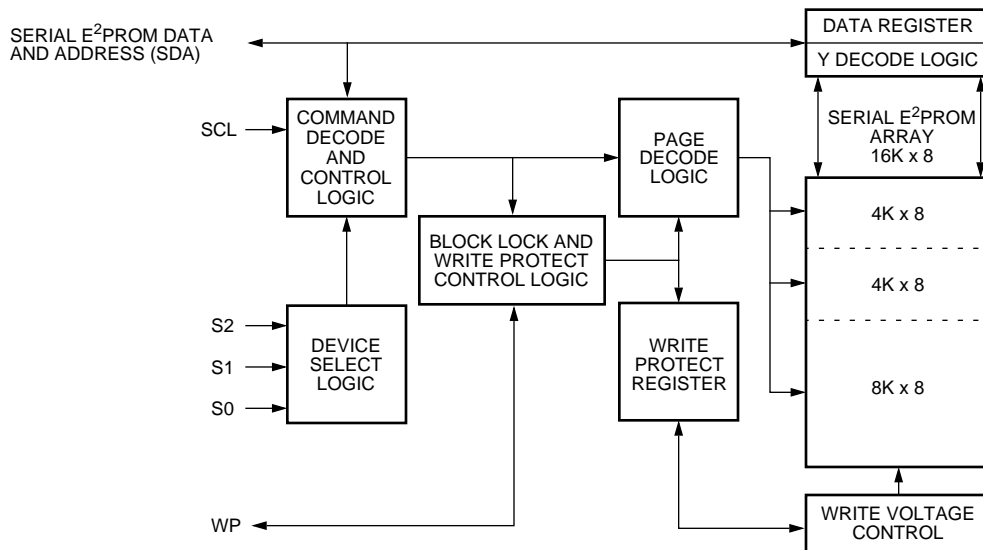 SERIAL E²PROM DATA
AND ADDRESS (SDA)
DATA REGISTER
Y DECODE LOGIC
SCL
COMMAND
DECODE
AND
CONTROL
LOGIC
PAGE
DECODE
LOGIC
SERIAL E²PROM
ARRAY
16K x 8
4K x 8
BLOCK LOCK AND
WRITE PROTECT
CONTROL LOGIC
4K x 8
S2
S1
S0
DEVICE
SELECT
LOGIC
WRITE
PROTECT
REGISTER
8K x 8
WP
WRITE VOLTAGE
CONTROL